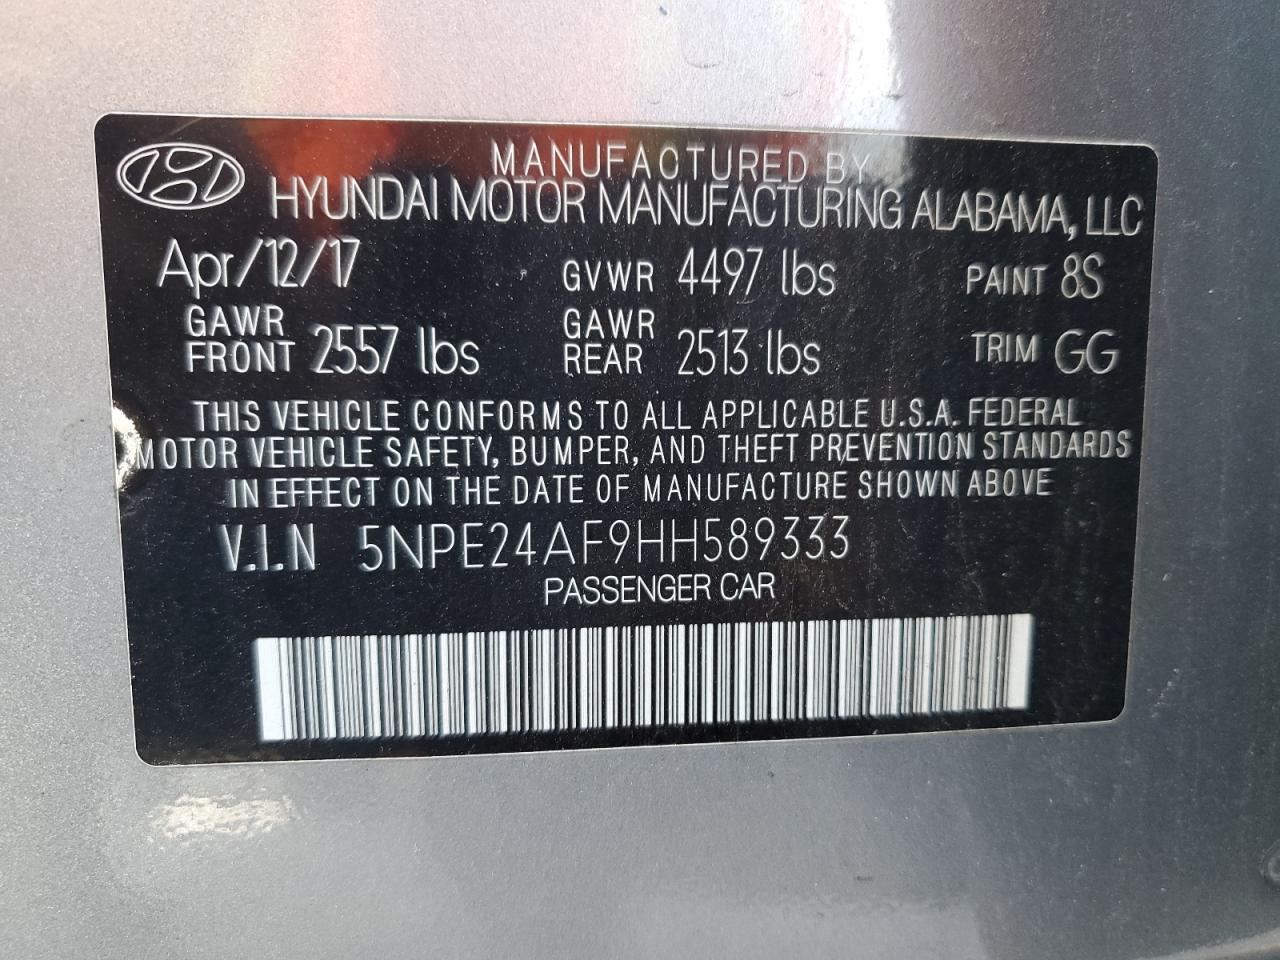 MANUFACTURED BY
HYUNDAI MOTOR MANUFACTURING ALABAMA, LLC
Apr/12/17 GVWR 4497 lbs PAINT 8S
GAWR FRONT 2557 lbs GAWR REAR 2513 lbs TRIM GG
THIS VEHICLE CONFORMS TO ALL APPLICABLE U.S.A. FEDERAL
MOTOR VEHICLE SAFETY, BUMPER, AND THEFT PREVENTION STANDARDS
IN EFFECT ON THE DATE OF MANUFACTURE SHOWN ABOVE
V.I.N 5NPE24AF9HH589333
PASSENGER CAR